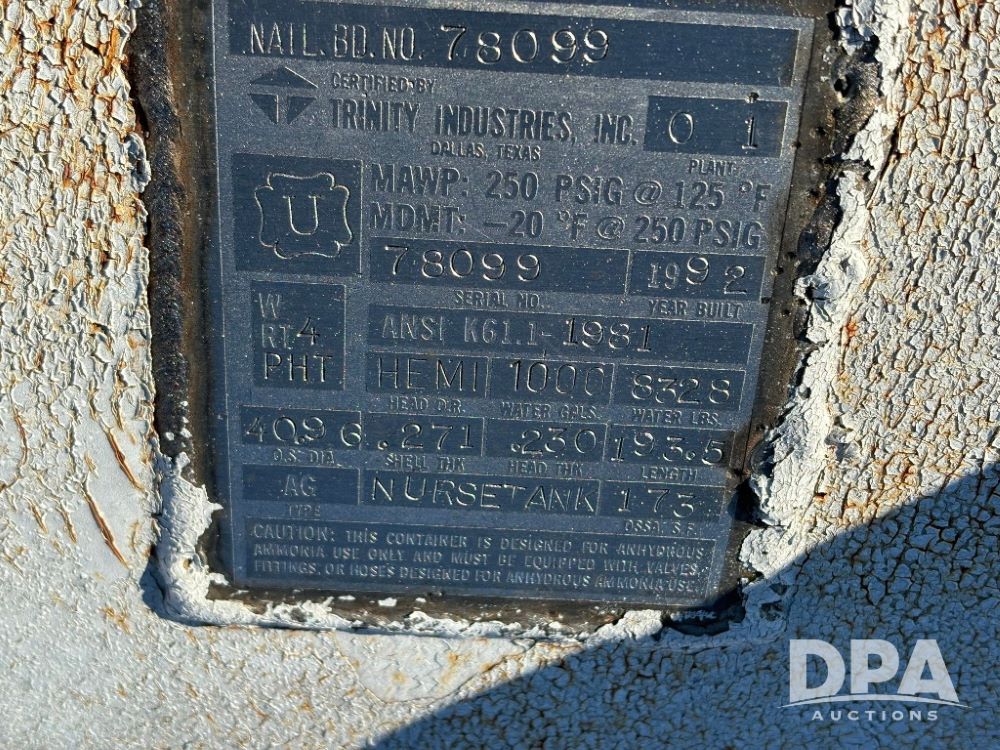 NAT'L. BD. NO. 78099
CERTIFIED BY
TRINITY INDUSTRIES, INC.
DALLAS, TEXAS
0 1
PLANT
U
MAWP: 250 PSIG @ 125 °F
MDMT: -20 °F @ 250 PSIG
78099 1992
SERIAL NO. YEAR BUILT
W
RT4
PHT
ANSI K61.1-1981
HEMI 1000 8328
HEAD DIR. WATER GALS. WATER LBS.
40.96 .271 .230 193.5
O.S. DIA. SHELL THK HEAD THK LENGTH
AG NURSETANK 173
TYPE OSSA S.F.
CAUTION: THIS CONTAINER IS DESIGNED FOR ANHYDROUS
AMMONIA USE ONLY AND MUST BE EQUIPPED WITH VALVES,
FITTINGS, OR HOSES DESIGNED FOR ANHYDROUS AMMONIA USE.
DPA
AUCTIONS